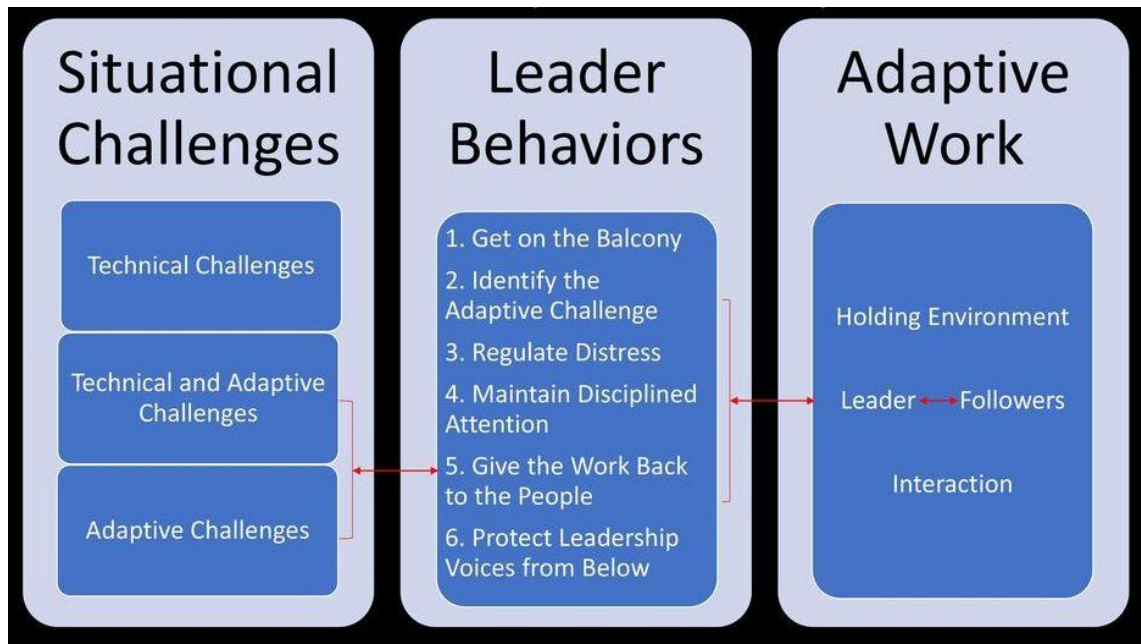 Situational
Challenges
Technical Challenges
Technical and Adaptive
Challenges
Adaptive Challenges
Leader
Behaviors
1. Get on the Balcony
2. Identify the
Adaptive Challenge
3. Regulate Distress
4. Maintain Disciplined
Attention
5. Give the Work Back
to the People
6. Protect Leadership
Voices from Below
Adaptive
Work
Holding Environment
Leader Followers
Interaction